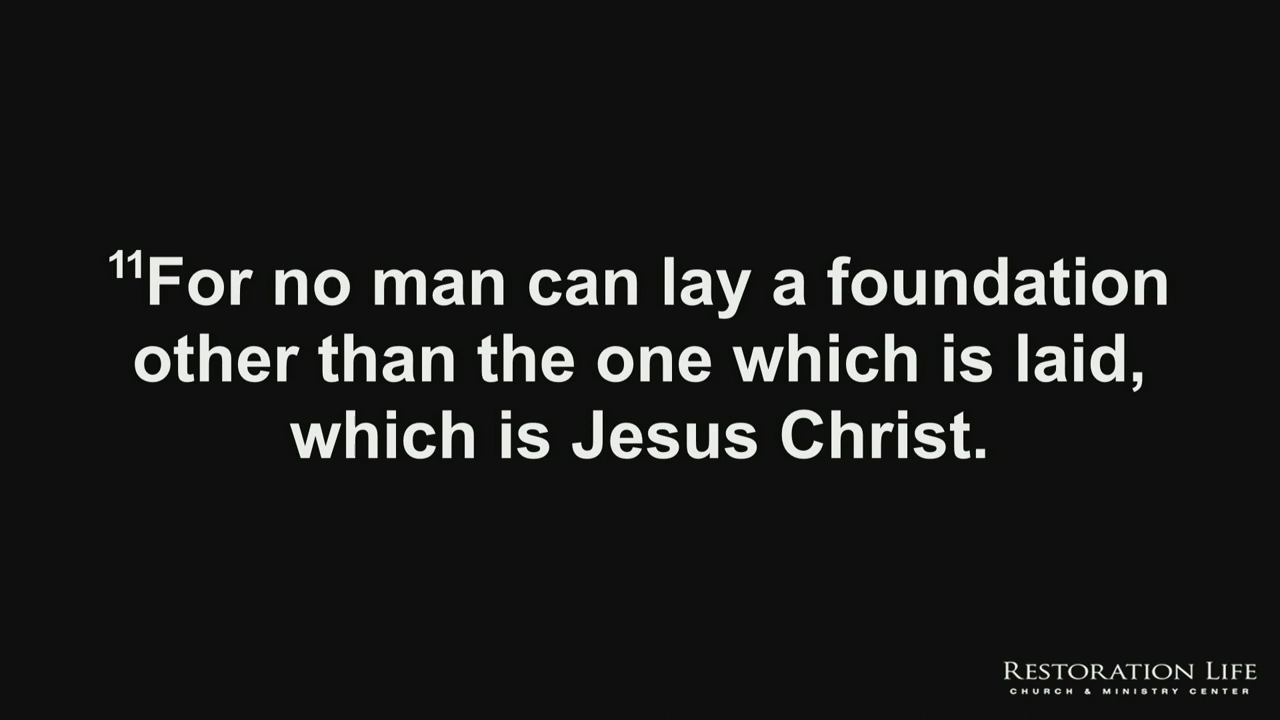 ¹¹For no man can lay a foundation
other than the one which is laid,
which is Jesus Christ.
RESTORATION LIFE
CHURCH & MINISTRY CENTER